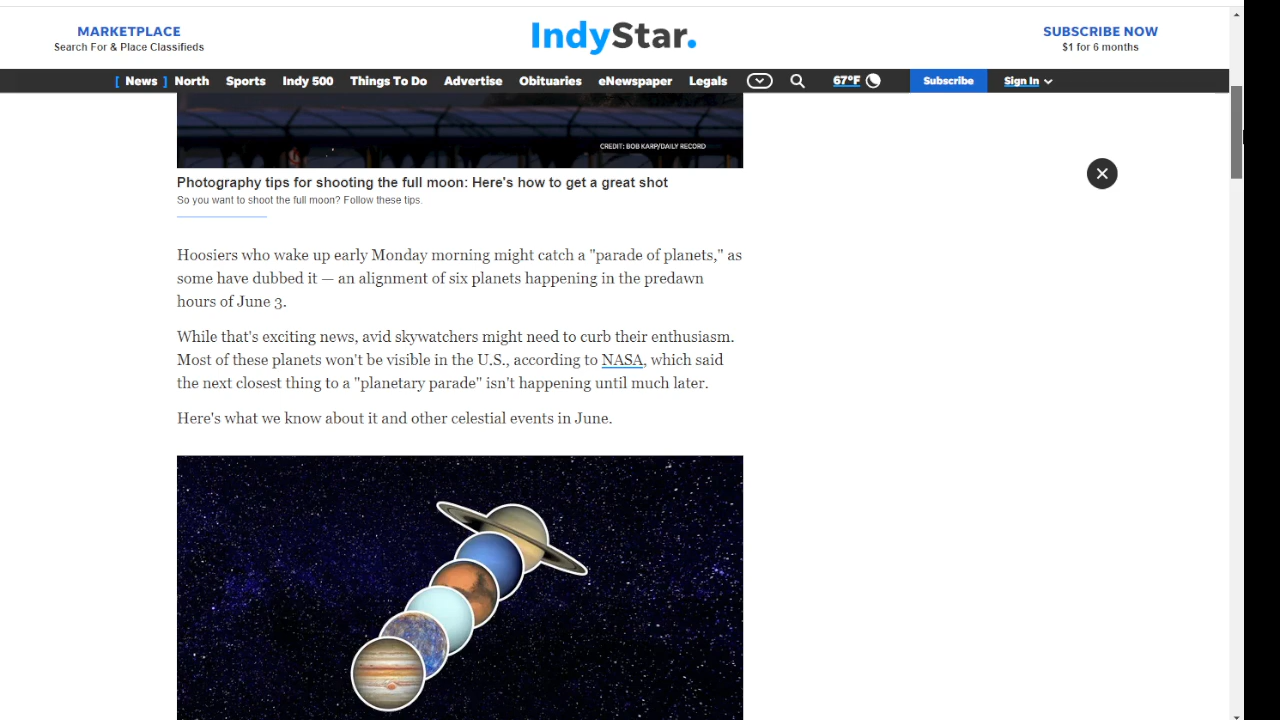 MARKETPLACE
Search For & Place Classifieds
IndyStar.
SUBSCRIBE NOW
$1 for 6 months
[ News ] North Sports Indy 500 Things To Do Advertise Obituaries eNewspaper Legals 67°F Subscribe Sign In
CREDIT: BOB KARP/DAILY RECORD
Photography tips for shooting the full moon: Here's how to get a great shot
So you want to shoot the full moon? Follow these tips.
Hoosiers who wake up early Monday morning might catch a "parade of planets," as
some have dubbed it — an alignment of six planets happening in the predawn
hours of June 3.
While that's exciting news, avid skywatchers might need to curb their enthusiasm.
Most of these planets won't be visible in the U.S., according to NASA, which said
the next closest thing to a "planetary parade" isn't happening until much later.
Here's what we know about it and other celestial events in June.